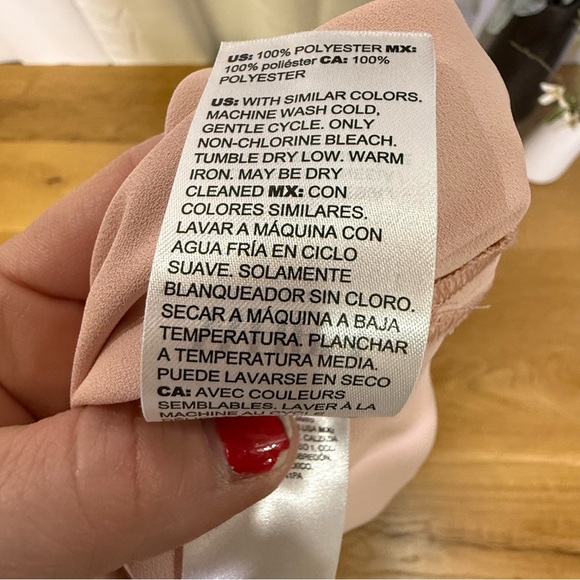 US: 100% POLYESTER MX:
100% poliéster CA: 100%
POLYESTER
US: WITH SIMILAR COLORS.
MACHINE WASH COLD,
GENTLE CYCLE. ONLY
NON-CHLORINE BLEACH.
TUMBLE DRY LOW. WARM
IRON. MAY BE DRY
CLEANED MX: CON
COLORES SIMILARES.
LAVAR A MÁQUINA CON
AGUA FRÍA EN CICLO
SUAVE. SOLAMENTE
BLANQUEADOR SIN CLORO.
SECAR A MÁQUINA A BAJA
TEMPERATURA. PLANCHAR
A TEMPERATURA MEDIA.
PUEDE LAVARSE EN SECO
CA: AVEC COULEURS
SEMBLABLES. LAVER À LA
MACHINE AU CYCLE